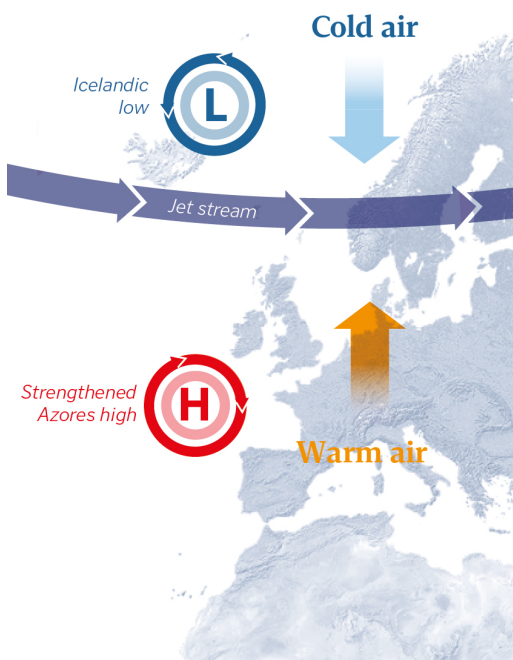 Cold air
Icelandic
low
L
Jet stream
Strengthened
Azores high
H
Warm air